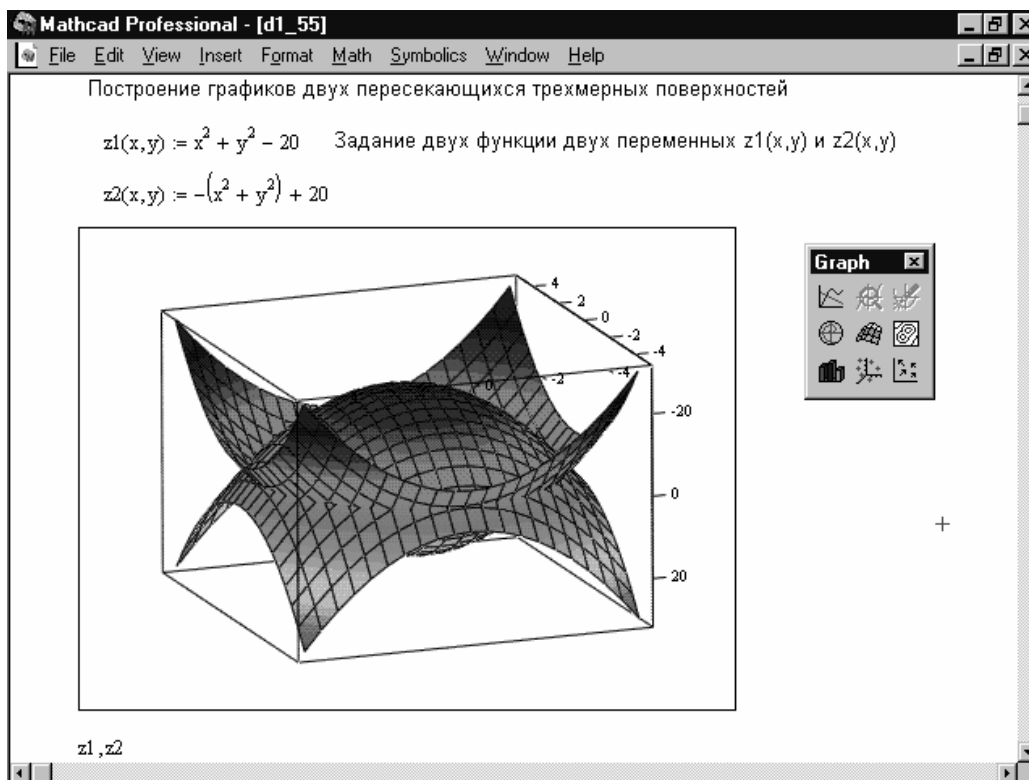 Mathcad Professional - [d1_55]
File Edit View Insert Format Math Symbolics Window Help
Построение графиков двух пересекающихся трехмерных поверхностей
z1(x,y) := x² + y² − 20 Задание двух функции двух переменных z1(x,y) и z2(x,y)
z2(x,y) := −(x² + y²) + 20
Graph
4
2
0
-2
-4
0
-2
-4
-20
0
20
z1,z2